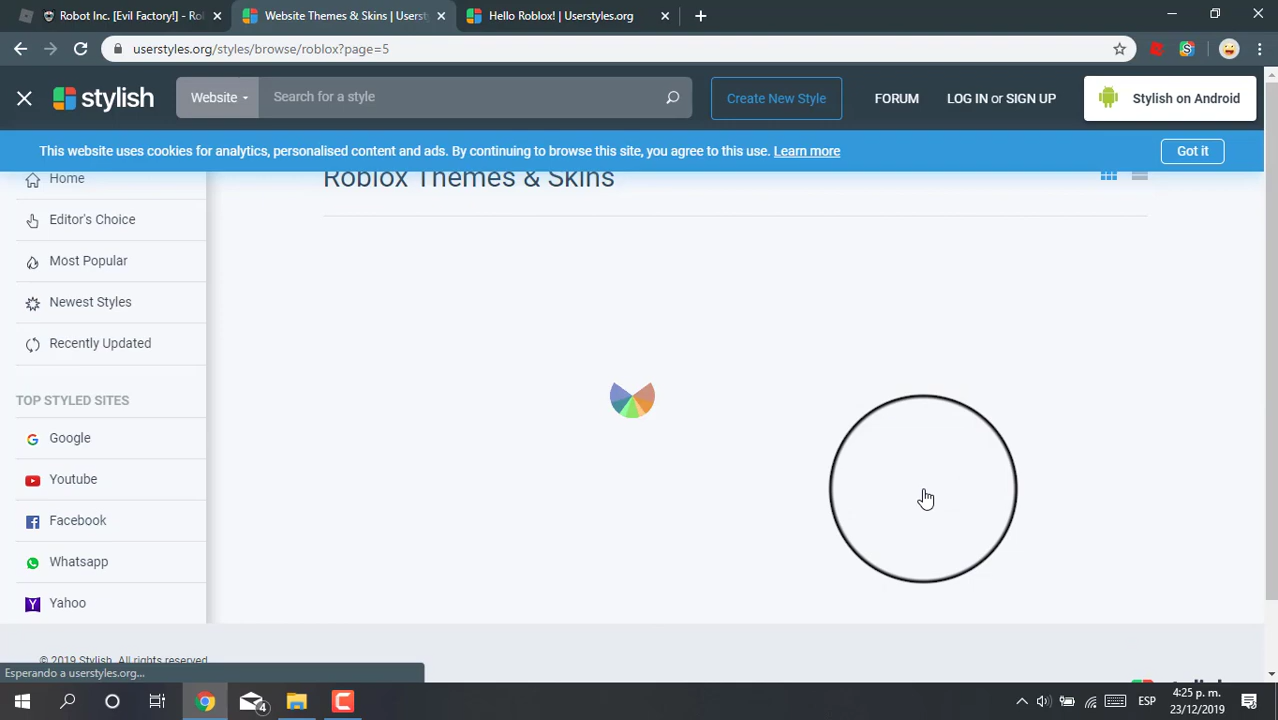 Robot Inc. [Evil Factory!] - Ro
Website Themes & Skins | Userst
Hello Roblox! | Userstyles.org
userstyles.org/styles/browse/roblox?page=5
stylish
Website
Search for a style
Create New Style
FORUM
LOG IN or SIGN UP
Stylish on Android
This website uses cookies for analytics, personalised content and ads. By continuing to browse this site, you agree to this use. Learn more
Got it
Roblox Themes & Skins
Home
Editor's Choice
Most Popular
Newest Styles
Recently Updated
TOP STYLED SITES
Google
Youtube
Facebook
Whatsapp
Yahoo
© 2019 Stylish. All rights reserved
Esperando a userstyles.org...
4
ESP
4:25 p. m.
23/12/2019